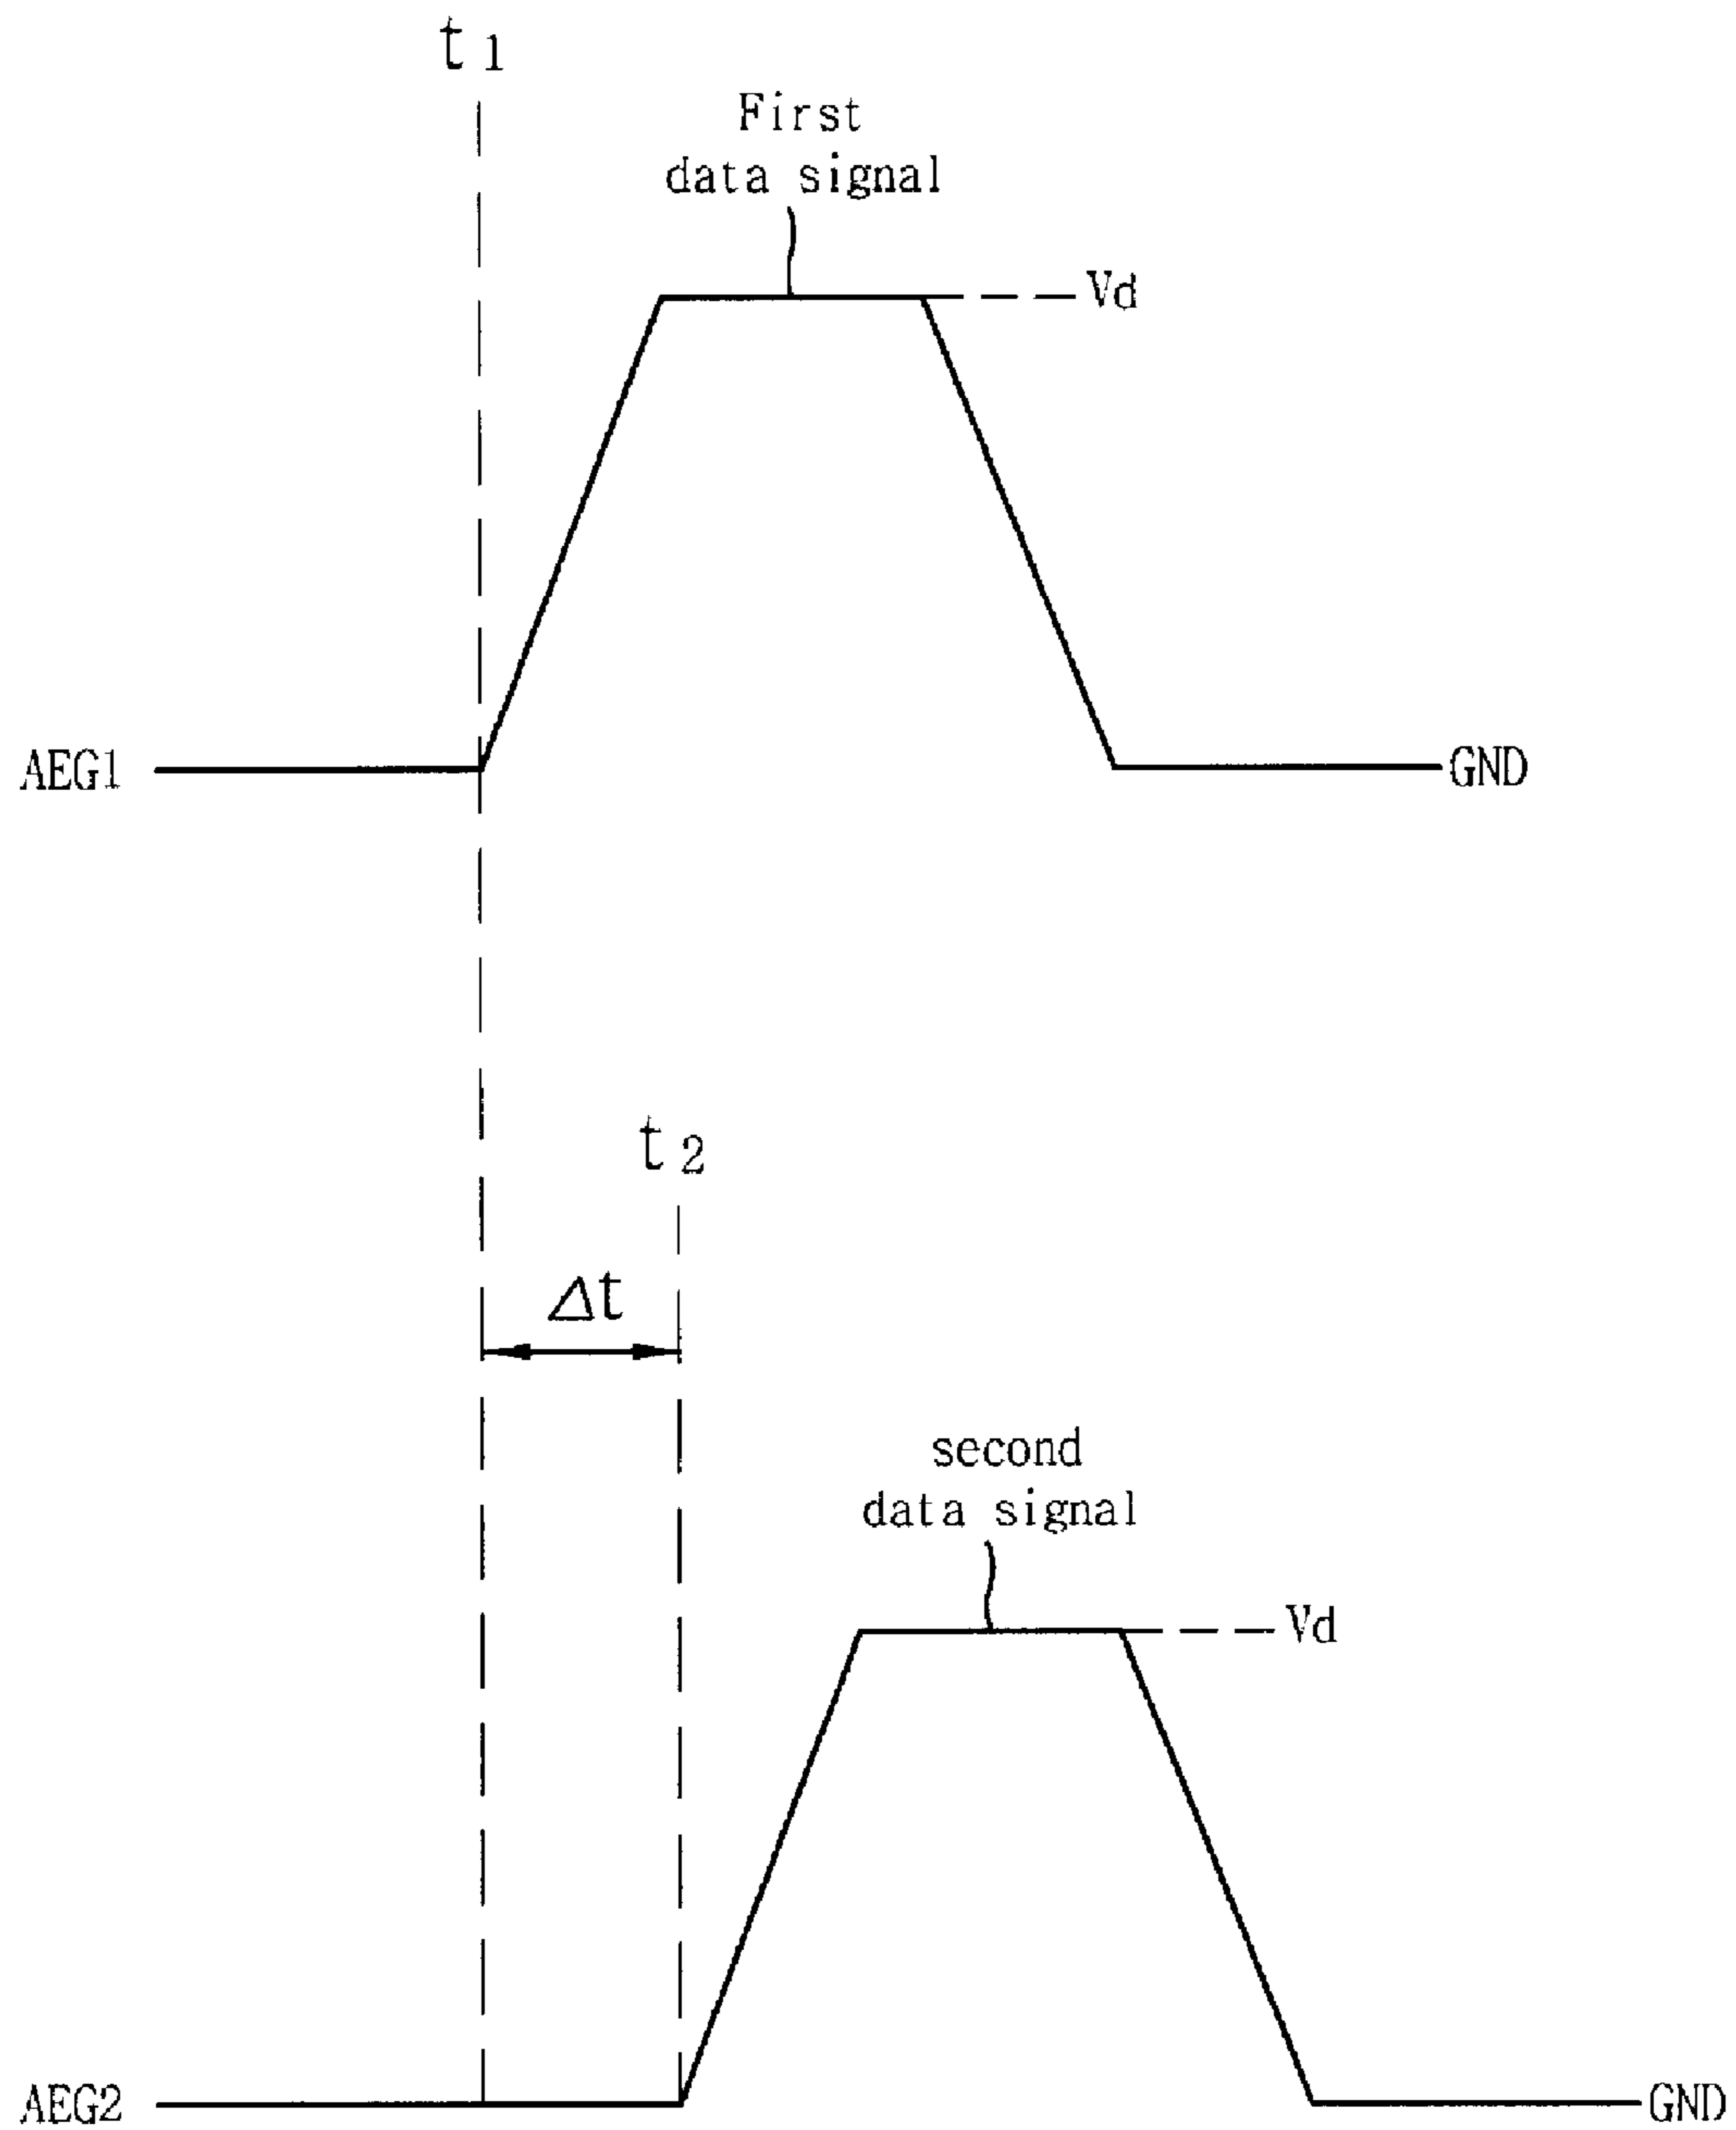 t1
First
data signal
Vd
AEG1
GND
t2
Δt
second
data signal
Vd
AEG2
GND